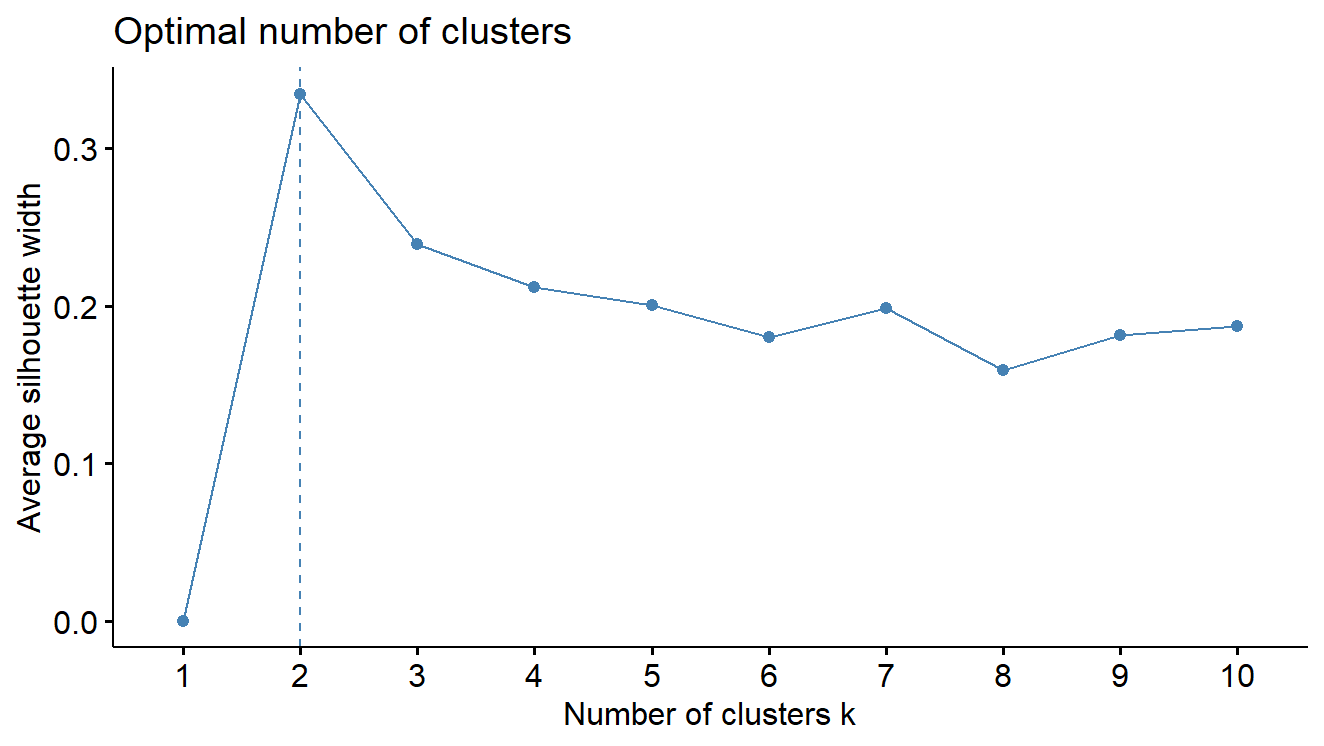 Optimal number of clusters
Average silhouette width
0.3
0.2
0.1
0.0
1 2 3 4 5 6 7 8 9 10
Number of clusters k